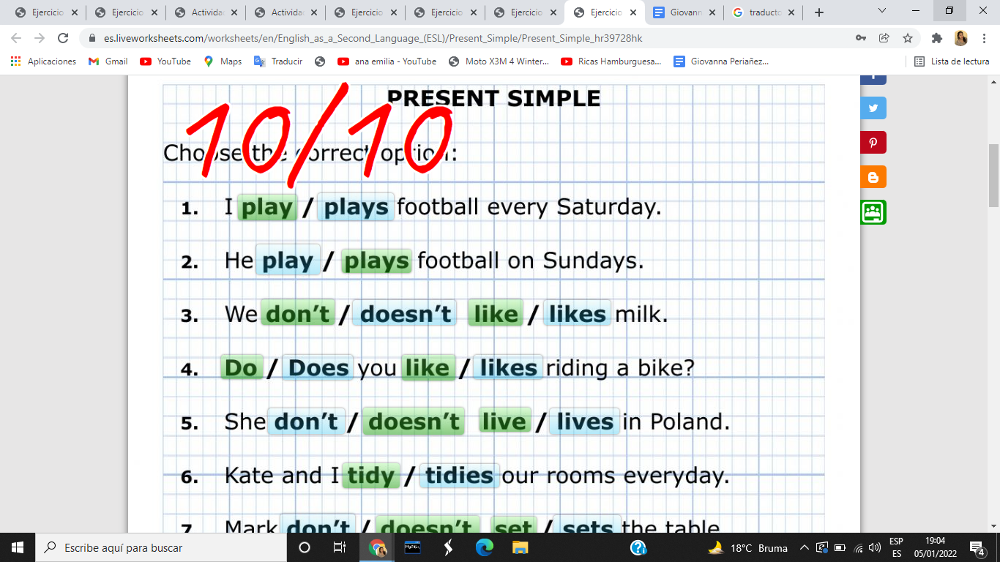 Ejercicio
Ejercicio
Actividad
Actividad
Ejercicio
Ejercicio
Ejercicio
Ejercicio
Giovann
traducto
es.liveworksheets.com/worksheets/en/English_as_a_Second_Language_(ESL)/Present_Simple/Present_Simple_hr39728hk
Aplicaciones Gmail YouTube Maps Traducir ana emilia - YouTube Moto X3M 4 Winter... Ricas Hamburguesa... Giovanna Periañez... Lista de lectura
PRESENT SIMPLE
10/10
Choose the correct option:
1. I play / plays football every Saturday.
2. He play / plays football on Sundays.
3. We don't / doesn't like / likes milk.
4. Do / Does you like / likes riding a bike?
5. She don't / doesn't live / lives in Poland.
6. Kate and I tidy / tidies our rooms everyday.
7. Mark don't / doesn't set / sets the table
Escribe aquí para buscar
MySQL
18°C Bruma
ESP
ES
19:04
05/01/2022
4